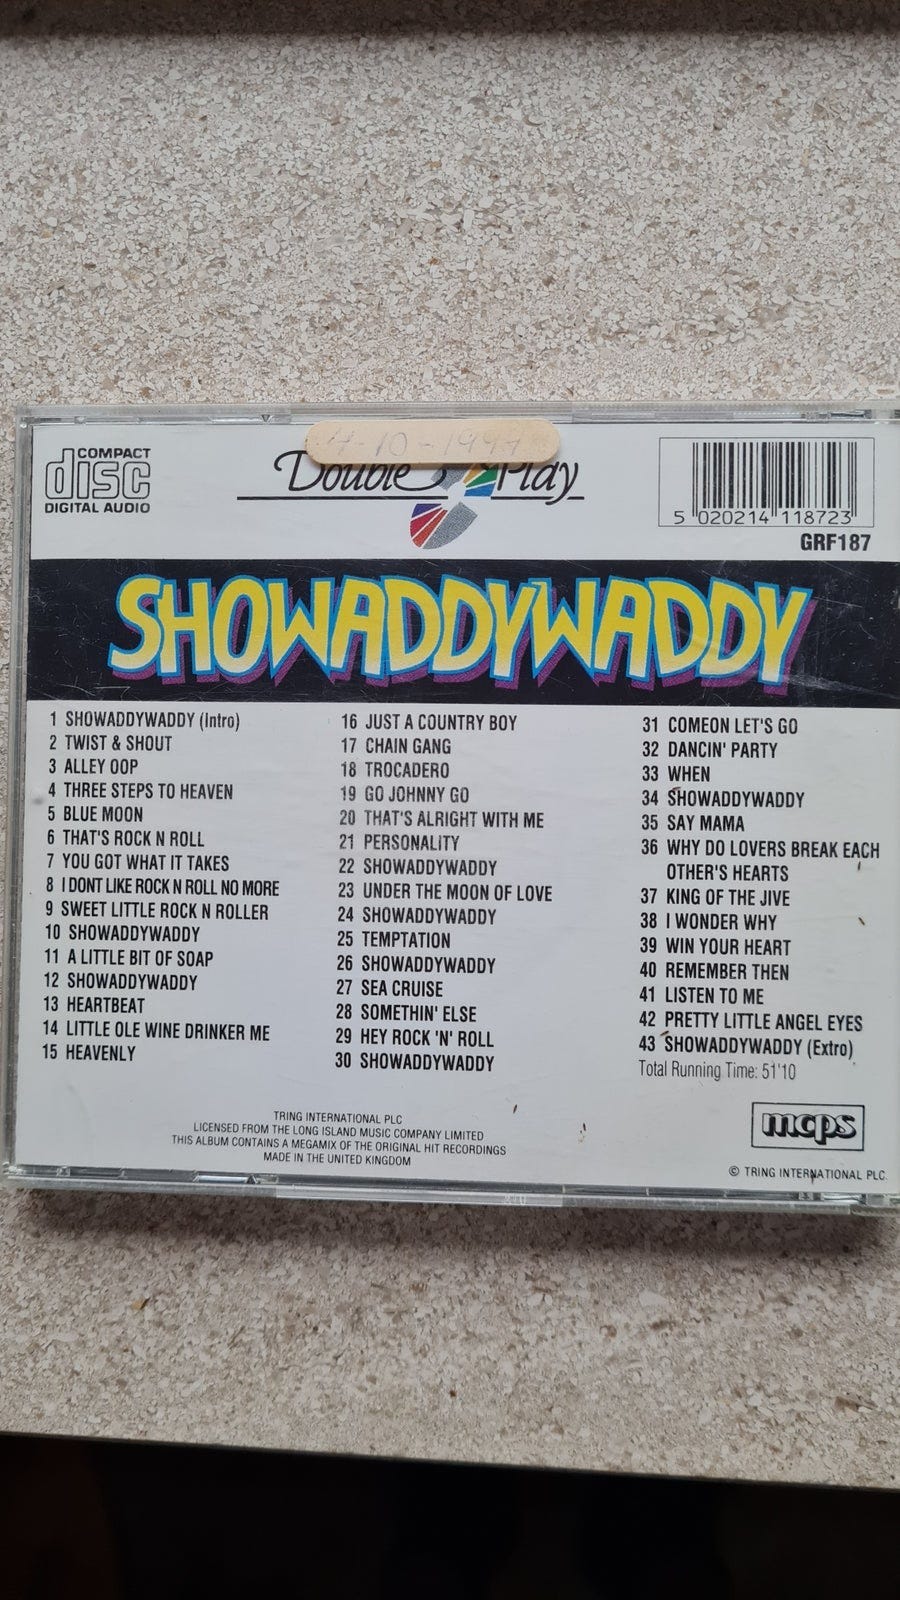 COMPACT
disc
DIGITAL AUDIO
Double Play
5 020214 118723
GRF187
SHOWADDYWADDY
1 SHOWADDYWADDY (Intro)
2 TWIST & SHOUT
3 ALLEY OOP
4 THREE STEPS TO HEAVEN
5 BLUE MOON
6 THAT'S ROCK N ROLL
7 YOU GOT WHAT IT TAKES
8 I DONT LIKE ROCK N ROLL NO MORE
9 SWEET LITTLE ROCK N ROLLER
10 SHOWADDYWADDY
11 A LITTLE BIT OF SOAP
12 SHOWADDYWADDY
13 HEARTBEAT
14 LITTLE OLE WINE DRINKER ME
15 HEAVENLY
16 JUST A COUNTRY BOY
17 CHAIN GANG
18 TROCADERO
19 GO JOHNNY GO
20 THAT'S ALRIGHT WITH ME
21 PERSONALITY
22 SHOWADDYWADDY
23 UNDER THE MOON OF LOVE
24 SHOWADDYWADDY
25 TEMPTATION
26 SHOWADDYWADDY
27 SEA CRUISE
28 SOMETHIN' ELSE
29 HEY ROCK 'N' ROLL
30 SHOWADDYWADDY
31 COMEON LET'S GO
32 DANCIN' PARTY
33 WHEN
34 SHOWADDYWADDY
35 SAY MAMA
36 WHY DO LOVERS BREAK EACH
OTHER'S HEARTS
37 KING OF THE JIVE
38 I WONDER WHY
39 WIN YOUR HEART
40 REMEMBER THEN
41 LISTEN TO ME
42 PRETTY LITTLE ANGEL EYES
43 SHOWADDYWADDY (Extro)
Total Running Time: 51'10
TRING INTERNATIONAL PLC
LICENSED FROM THE LONG ISLAND MUSIC COMPANY LIMITED
THIS ALBUM CONTAINS A MEGAMIX OF THE ORIGINAL HIT RECORDINGS
MADE IN THE UNITED KINGDOM
mcps
© TRING INTERNATIONAL PLC.